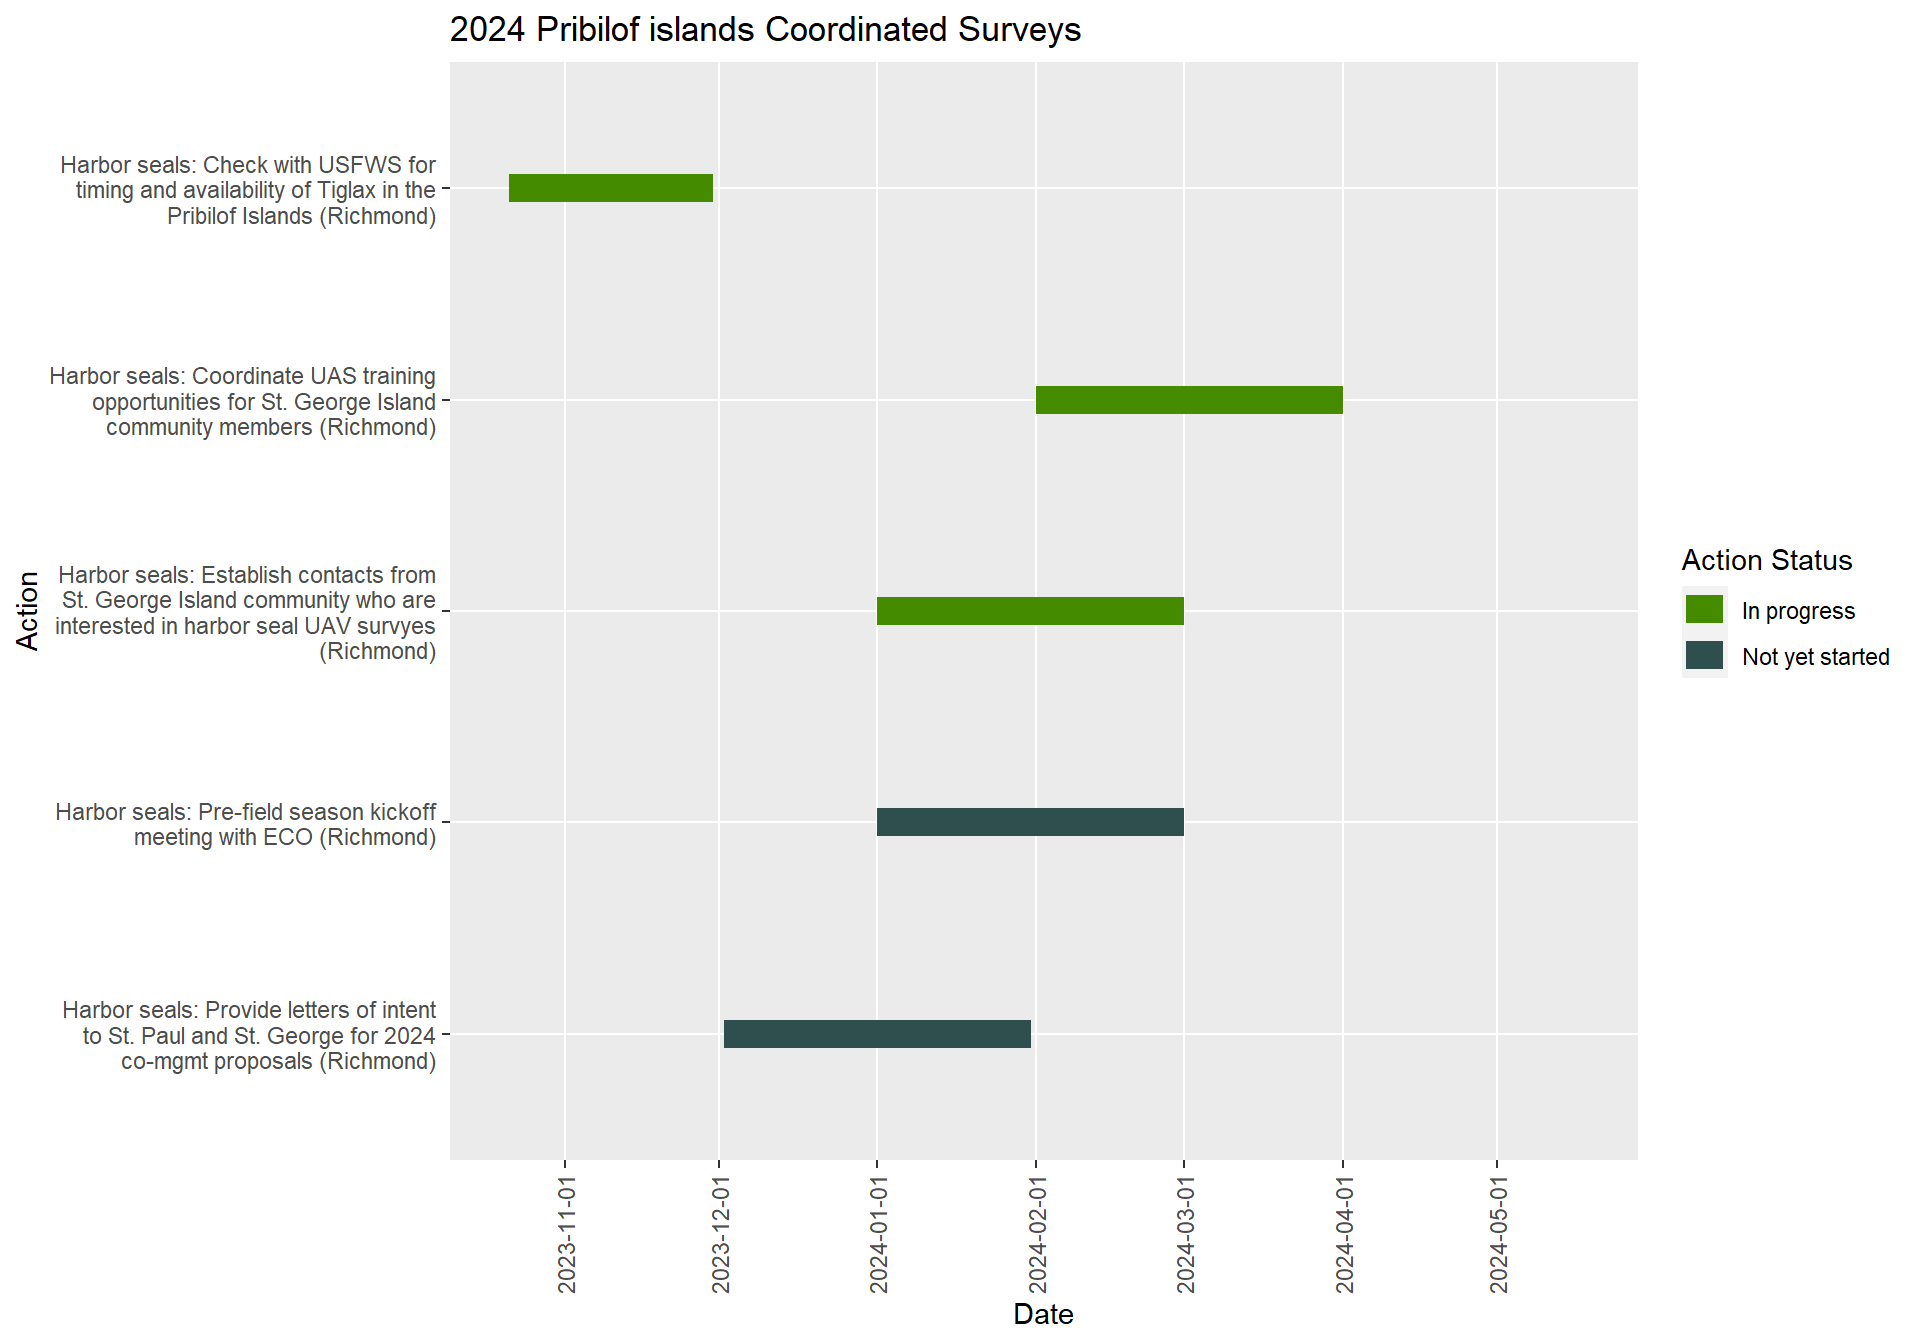 2024 Pribilof islands Coordinated Surveys
Harbor seals: Check with USFWS for
timing and availability of Tiglax in the
Pribilof Islands (Richmond)
Harbor seals: Coordinate UAS training
opportunities for St. George Island
community members (Richmond)
Harbor seals: Establish contacts from
St. George Island community who are
interested in harbor seal UAV survyes
(Richmond)
Harbor seals: Pre-field season kickoff
meeting with ECO (Richmond)
Harbor seals: Provide letters of intent
to St. Paul and St. George for 2024
co-mgmt proposals (Richmond)
Action
2023-11-01
2023-12-01
2024-01-01
2024-02-01
2024-03-01
2024-04-01
2024-05-01
Date
Action Status
In progress
Not yet started